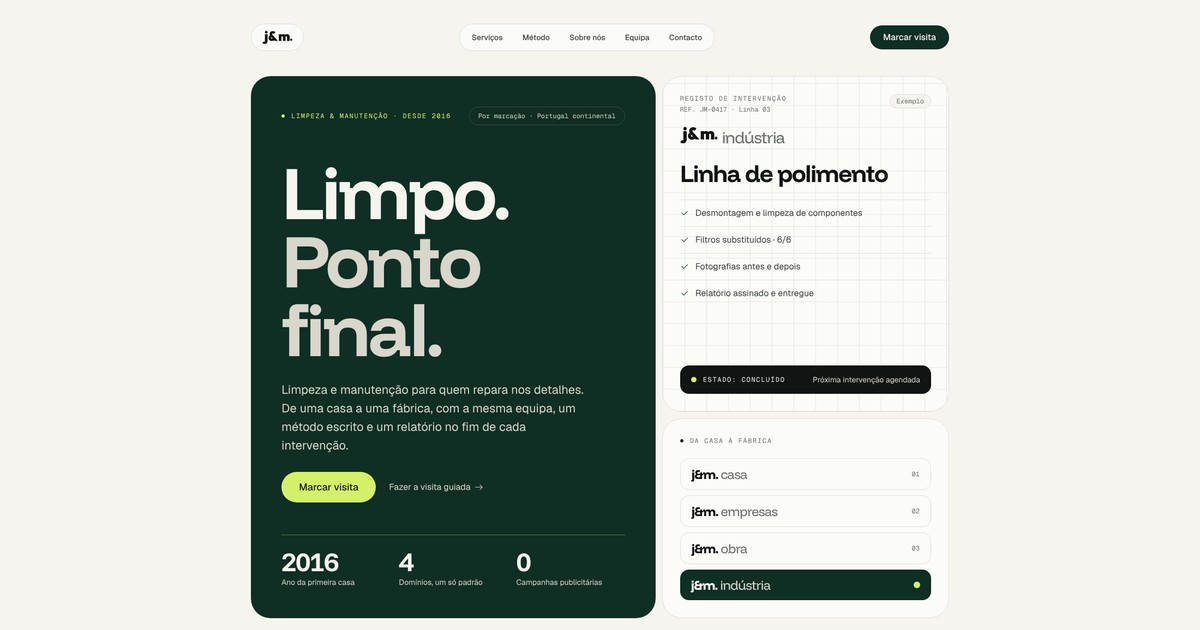 j&m.
Serviços
Método
Sobre nós
Equipa
Contacto
Marcar visita
LIMPEZA & MANUTENÇÃO · DESDE 2016
Por marcação · Portugal continental
Limpo.
Ponto
final.
Limpeza e manutenção para quem repara nos detalhes.
De uma casa a uma fábrica, com a mesma equipa, um
método escrito e um relatório no fim de cada
intervenção.
Marcar visita
Fazer a visita guiada →
2016
Ano da primeira casa
4
Domínios, um só padrão
0
Campanhas publicitárias
REGISTO DE INTERVENÇÃO
REF. JM-0417 · Linha 03
Exemplo
j&m. indústria
Linha de polimento
✓ Desmontagem e limpeza de componentes
✓ Filtros substituídos · 6/6
✓ Fotografias antes e depois
✓ Relatório assinado e entregue
ESTADO: CONCLUÍDO
Próxima intervenção agendada
DA CASA À FÁBRICA
j&m. casa
01
j&m. empresas
02
j&m. obra
03
j&m. indústria